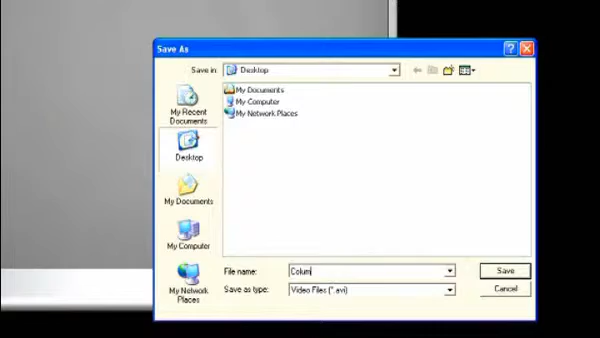 Save As
Save in:
Desktop
My Documents
My Computer
My Network Places
My Recent
Documents
Desktop
My Documents
My Computer
My Network
Places
File name:
Colum
Save
Save as type:
Video Files (*.avi)
Cancel